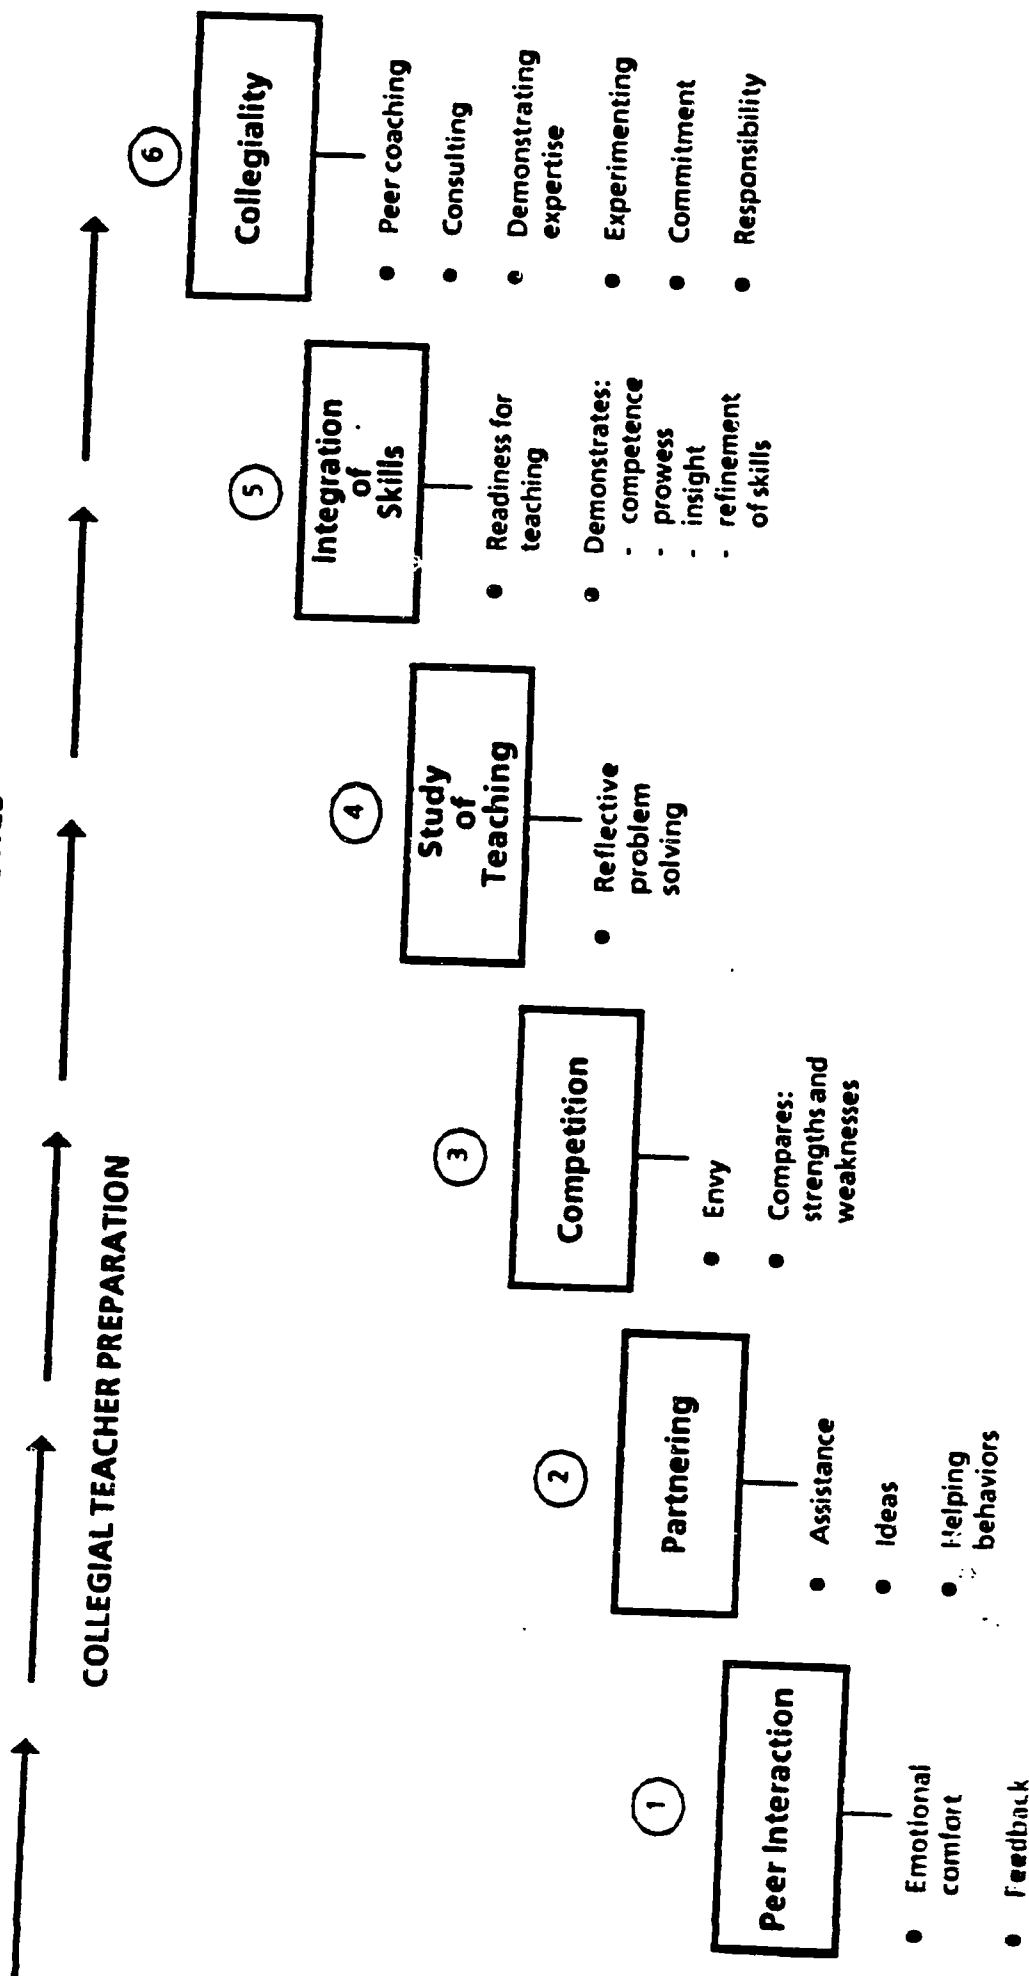 COLLEGIAL TEACHER PREPARATION
1
Peer Interaction
● Emotional
comfort
● Feedback
2
Partnering
● Assistance
● Ideas
● Helping
behaviors
3
Competition
● Envy
● Compares:
strengths and
weaknesses
4
Study
of
Teaching
● Reflective
problem
solving
5
Integration
of
Skills
● Readiness for
teaching
● Demonstrates:
- competence
- prowess
- insight
- refinement
of skills
6
Collegiality
● Peer coaching
● Consulting
● Demonstrating
expertise
● Experimenting
● Commitment
● Responsibility